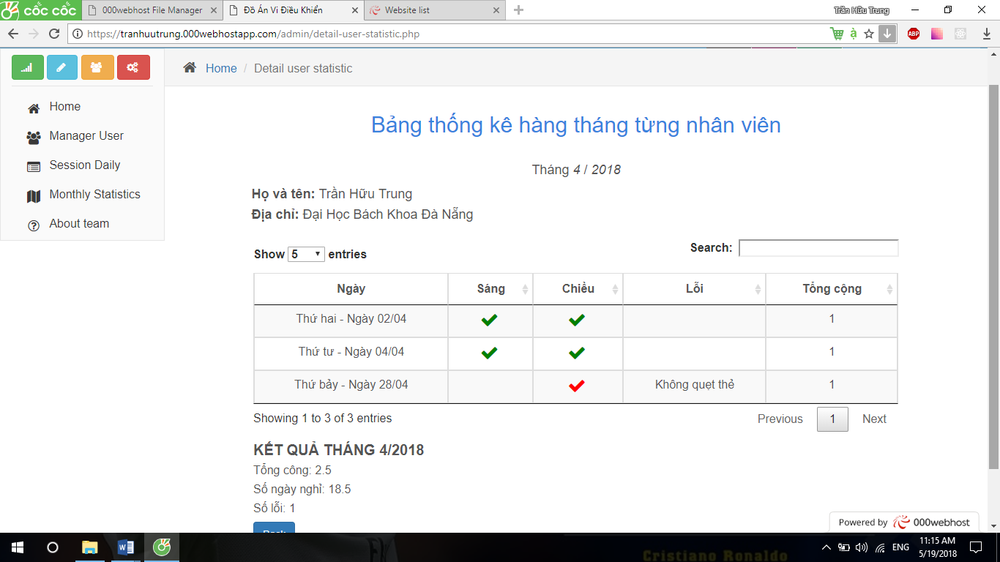 cốc cốc
000webhost File Manager
Đồ Án Vi Điều Khiển
Website list
Trần Hữu Trung
https://tranhuutrung.000webhostapp.com/admin/detail-user-statistic.php
ABP
Home / Detail user statistic
Home
Manager User
Session Daily
Monthly Statistics
About team
Bảng thống kê hàng tháng từng nhân viên
Tháng 4 / 2018
Họ và tên: Trần Hữu Trung
Địa chỉ: Đại Học Bách Khoa Đà Nẵng
Show 5 entries
Search:
Ngày Sáng Chiều Lỗi Tổng cộng
Thứ hai - Ngày 02/04 1
Thứ tư - Ngày 04/04 1
Thứ bảy - Ngày 28/04 Không quẹt thẻ 1
Showing 1 to 3 of 3 entries
Previous 1 Next
KẾT QUẢ THÁNG 4/2018
Tổng công: 2.5
Số ngày nghỉ: 18.5
Số lỗi: 1
Back
Powered by 000webhost
Cristiano Ronaldo
ENG
11:15 AM
5/19/2018